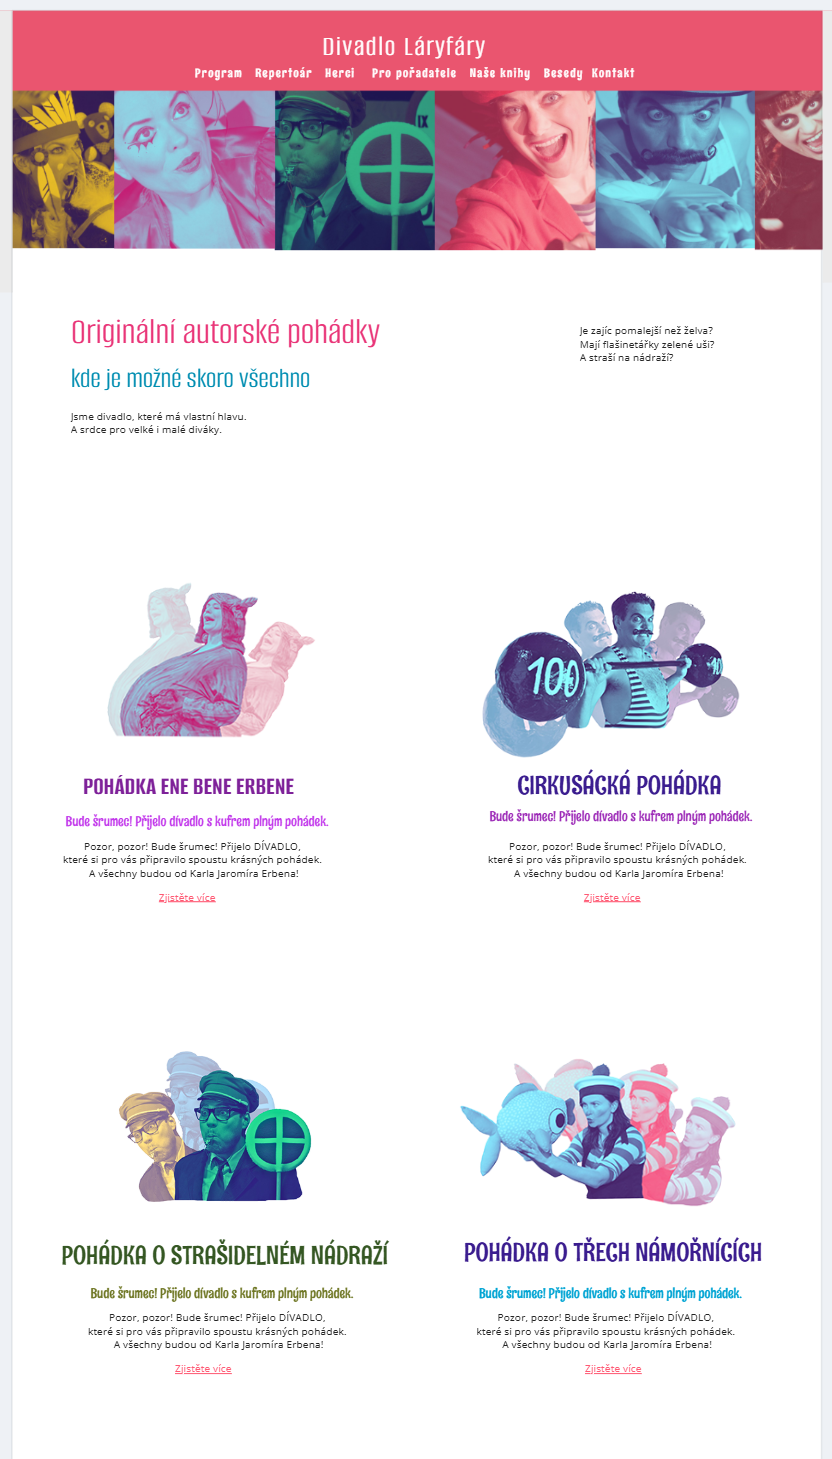 Divadlo Láryfáry
Program Repertoár Herci Pro pořadatele Naše knihy Besedy Kontakt
IX
Originální autorské pohádky
kde je možné skoro všechno
Jsme divadlo, které má vlastní hlavu.
A srdce pro velké i malé diváky.
Je zajíc pomalejší než želva?
Mají flašinetářky zelené uši?
A straší na nádraží?
100
100
POHÁDKA ENE BENE ERBENE
Bude šrumec! Přijelo dívadlo s kufrem plným pohádek.
Pozor, pozor! Bude šrumec! Přijelo DÍVADLO,
které si pro vás připravilo spoustu krásných pohádek.
A všechny budou od Karla Jaromíra Erbena!
Zjistěte více
CIRKUSÁCKÁ POHÁDKA
Bude šrumec! Přijelo dívadlo s kufrem plným pohádek.
Pozor, pozor! Bude šrumec! Přijelo DÍVADLO,
které si pro vás připravilo spoustu krásných pohádek.
A všechny budou od Karla Jaromíra Erbena!
Zjistěte více
POHÁDKA O STRAŠIDELNÉM NÁDRAŽÍ
Bude šrumec! Přijelo dívadlo s kufrem plným pohádek.
Pozor, pozor! Bude šrumec! Přijelo DÍVADLO,
které si pro vás připravilo spoustu krásných pohádek.
A všechny budou od Karla Jaromíra Erbena!
Zjistěte více
POHÁDKA O TŘECH NÁMOŘNÍCÍCH
Bude šrumec! Přijelo dívadlo s kufrem plným pohádek.
Pozor, pozor! Bude šrumec! Přijelo DÍVADLO,
které si pro vás připravilo spoustu krásných pohádek.
A všechny budou od Karla Jaromíra Erbena!
Zjistěte více